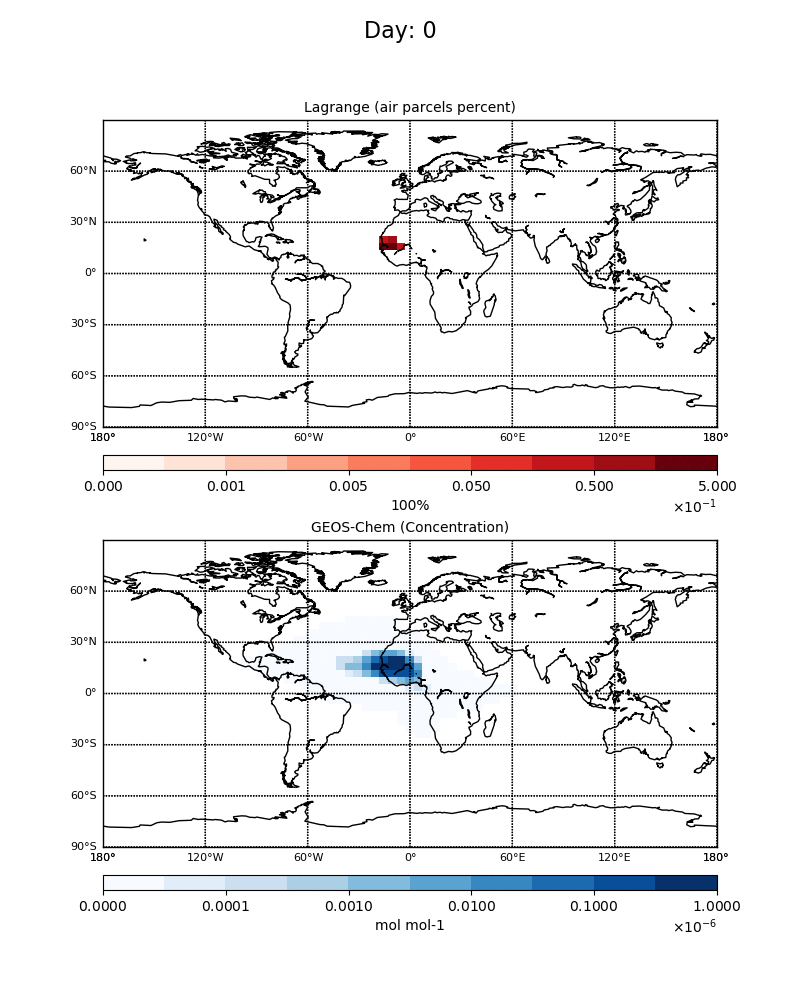 Day: 0
Lagrange (air parcels percent)
60°N
30°N
0°
30°S
60°S
90°S
180° 120°W 60°W 0° 60°E 120°E 180°
0.000 0.001 0.005 0.050 0.500 5.000
100% ×10⁻¹
GEOS-Chem (Concentration)
60°N
30°N
0°
30°S
60°S
90°S
180° 120°W 60°W 0° 60°E 120°E 180°
0.0000 0.0001 0.0010 0.0100 0.1000 1.0000
mol mol-1 ×10⁻⁶